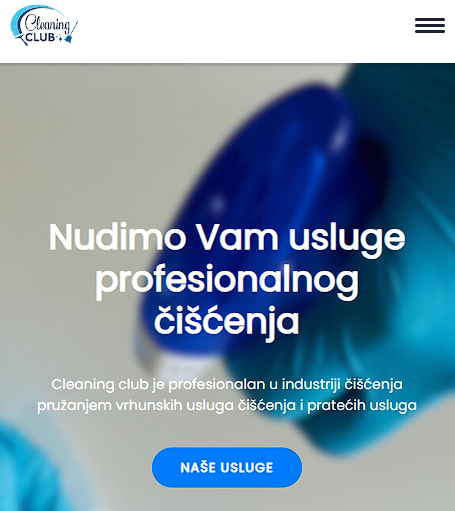 Cleaning
CLUB
Nudimo Vam usluge
profesionalnog
čišćenja
Cleaning club je profesionalan u industriji čišćenja
pružanjem vrhunskih usluga čišćenja i pratećih usluga
NAŠE USLUGE